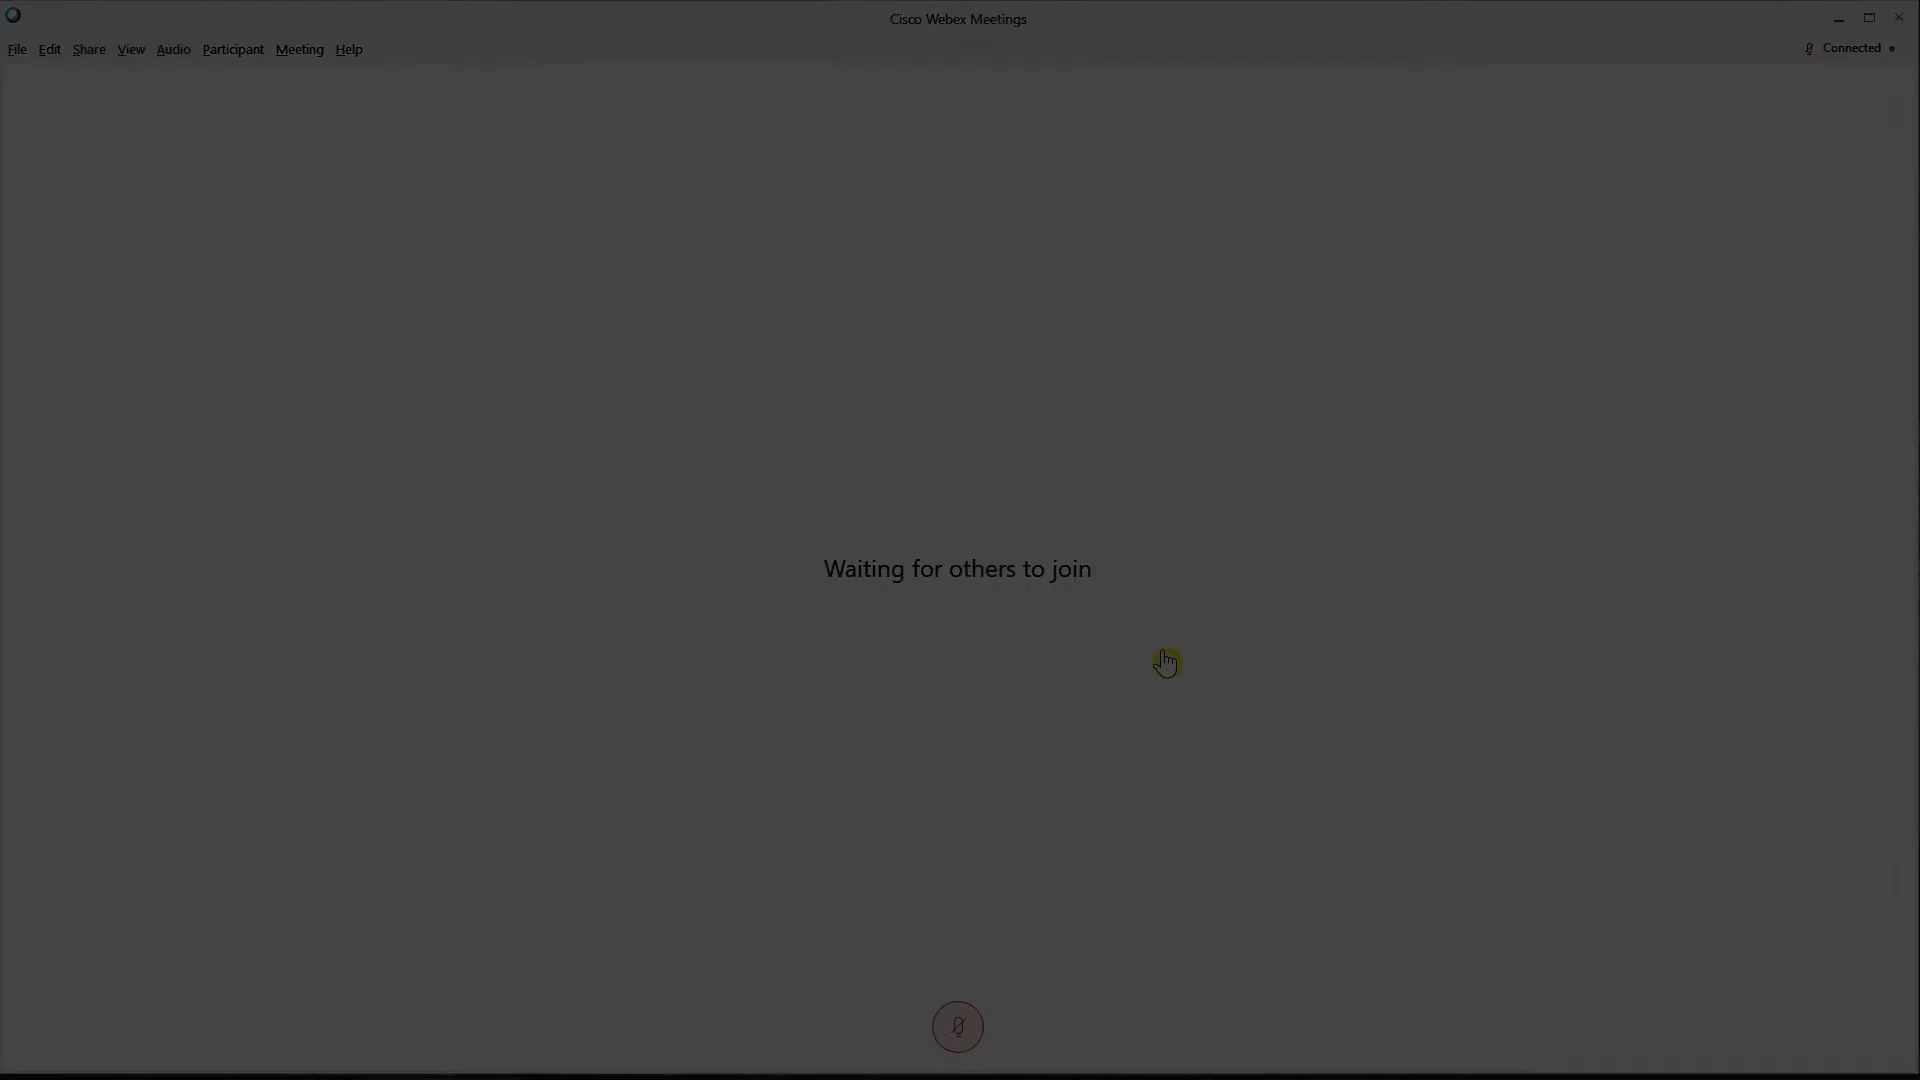 Cisco Webex Meetings
File Edit Share View Audio Participant Meeting Help
Connected
Waiting for others to join